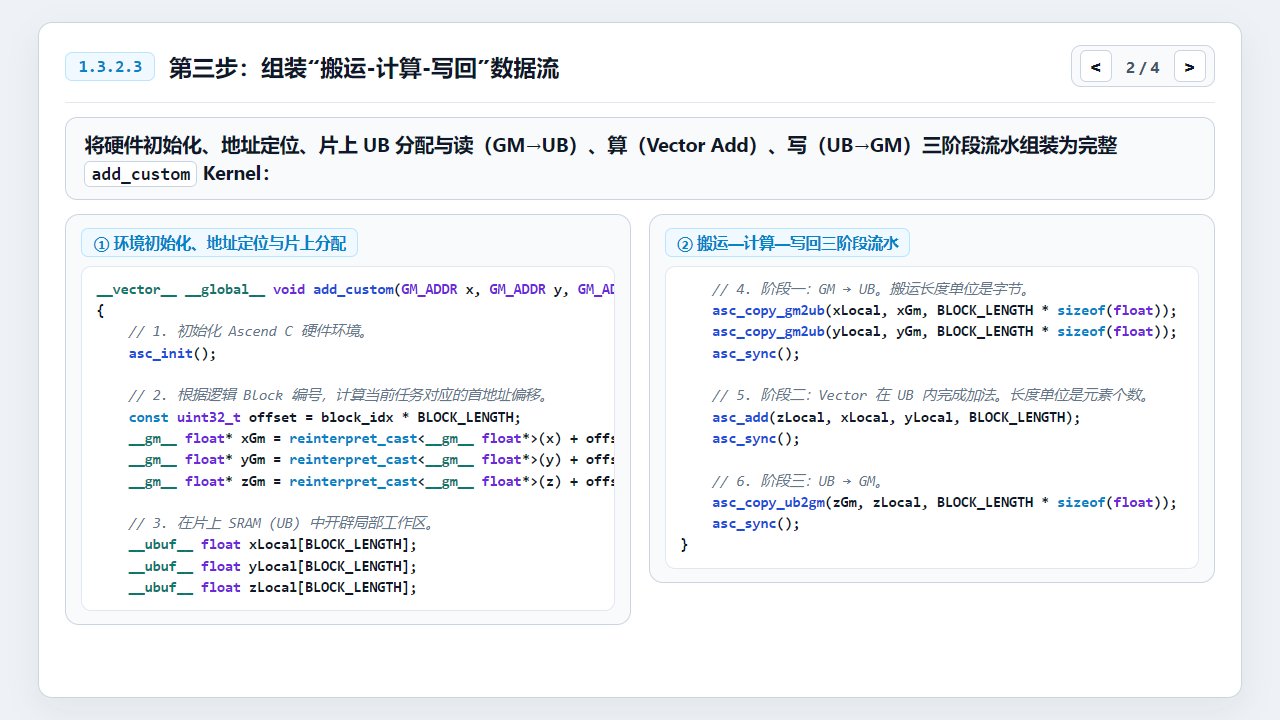 1.3.2.3 第三步：组装“搬运-计算-写回”数据流
< 2 / 4 >
将硬件初始化、地址定位、片上 UB 分配与读（GM→UB）、算（Vector Add）、写（UB→GM）三阶段流水组装为完整
add_custom Kernel：
① 环境初始化、地址定位与片上分配
__vector__ __global__ void add_custom(GM_ADDR x, GM_ADDR y, GM_AD
{
    // 1. 初始化 Ascend C 硬件环境。
    asc_init();
    // 2. 根据逻辑 Block 编号，计算当前任务对应的首地址偏移。
    const uint32_t offset = block_idx * BLOCK_LENGTH;
    __gm__ float* xGm = reinterpret_cast<__gm__ float*>(x) + offs
    __gm__ float* yGm = reinterpret_cast<__gm__ float*>(y) + offs
    __gm__ float* zGm = reinterpret_cast<__gm__ float*>(z) + offs
    // 3. 在片上 SRAM (UB) 中开辟局部工作区。
    __ubuf__ float xLocal[BLOCK_LENGTH];
    __ubuf__ float yLocal[BLOCK_LENGTH];
    __ubuf__ float zLocal[BLOCK_LENGTH];
② 搬运—计算—写回三阶段流水
    // 4. 阶段一：GM → UB。搬运长度单位是字节。
    asc_copy_gm2ub(xLocal, xGm, BLOCK_LENGTH * sizeof(float));
    asc_copy_gm2ub(yLocal, yGm, BLOCK_LENGTH * sizeof(float));
    asc_sync();
    // 5. 阶段二：Vector 在 UB 内完成加法。长度单位是元素个数。
    asc_add(zLocal, xLocal, yLocal, BLOCK_LENGTH);
    asc_sync();
    // 6. 阶段三：UB → GM。
    asc_copy_ub2gm(zGm, zLocal, BLOCK_LENGTH * sizeof(float));
    asc_sync();
}